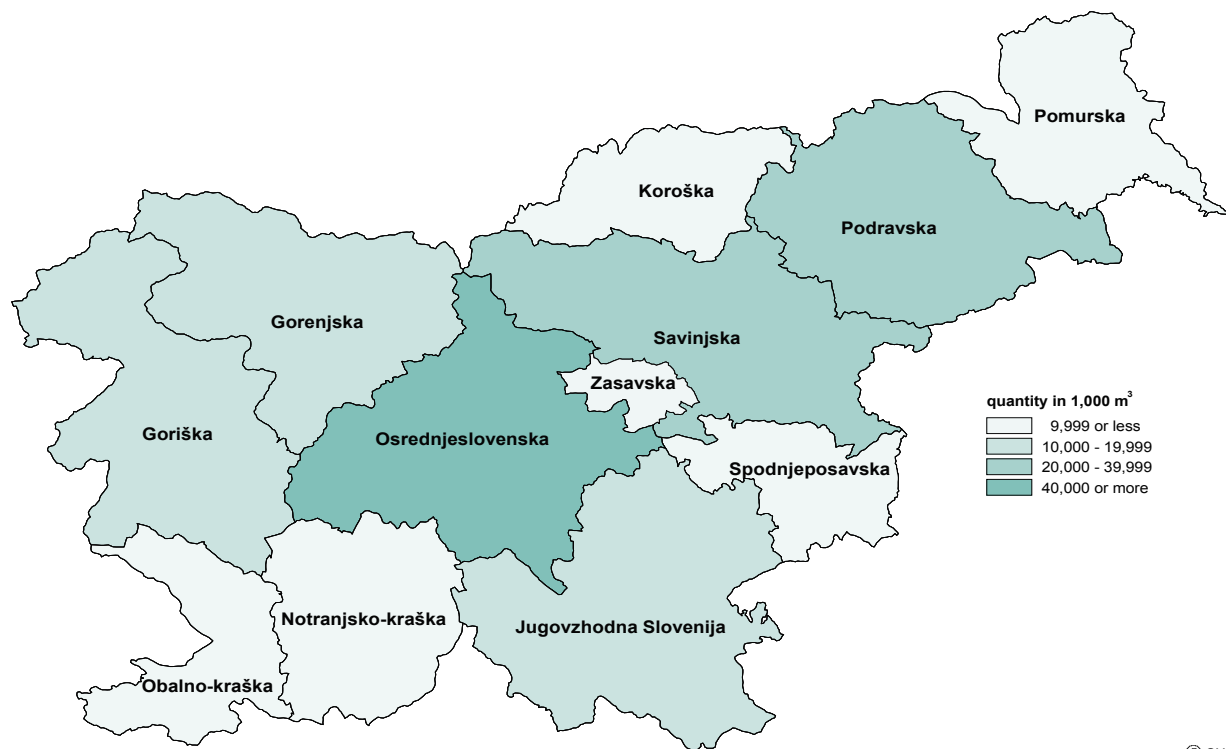 Pomurska
Koroška
Podravska
Gorenjska
Savinjska
Zasavska
Goriška
Osrednjeslovenska
Spodnjeposavska
Notranjsko-kraška
Jugovzhodna Slovenija
Obalno-kraška
quantity in 1,000 m³
9,999 or less
10,000 - 19,999
20,000 - 39,999
40,000 or more